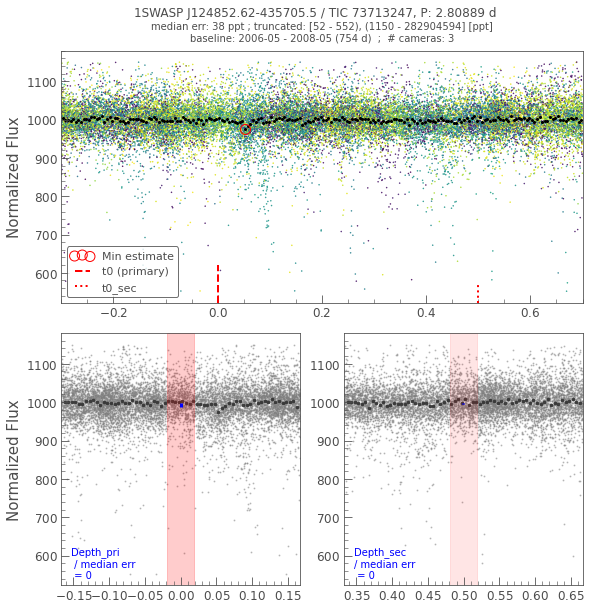 1SWASP J124852.62-435705.5 / TIC 73713247, P: 2.80889 d
median err: 38 ppt ; truncated: [52 - 552), (1150 - 282904594] [ppt]
baseline: 2006-05 - 2008-05 (754 d)  ;  # cameras: 3
Normalized Flux
1100
1000
900
800
700
600
Min estimate
t0 (primary)
t0_sec
−0.2 0.0 0.2 0.4 0.6
Normalized Flux
1100
1000
900
800
700
600
Depth_pri
/ median err
= 0
−0.15 −0.10 −0.05 0.00 0.05 0.10 0.15
1100
1000
900
800
700
600
Depth_sec
/ median err
= 0
0.35 0.40 0.45 0.50 0.55 0.60 0.65